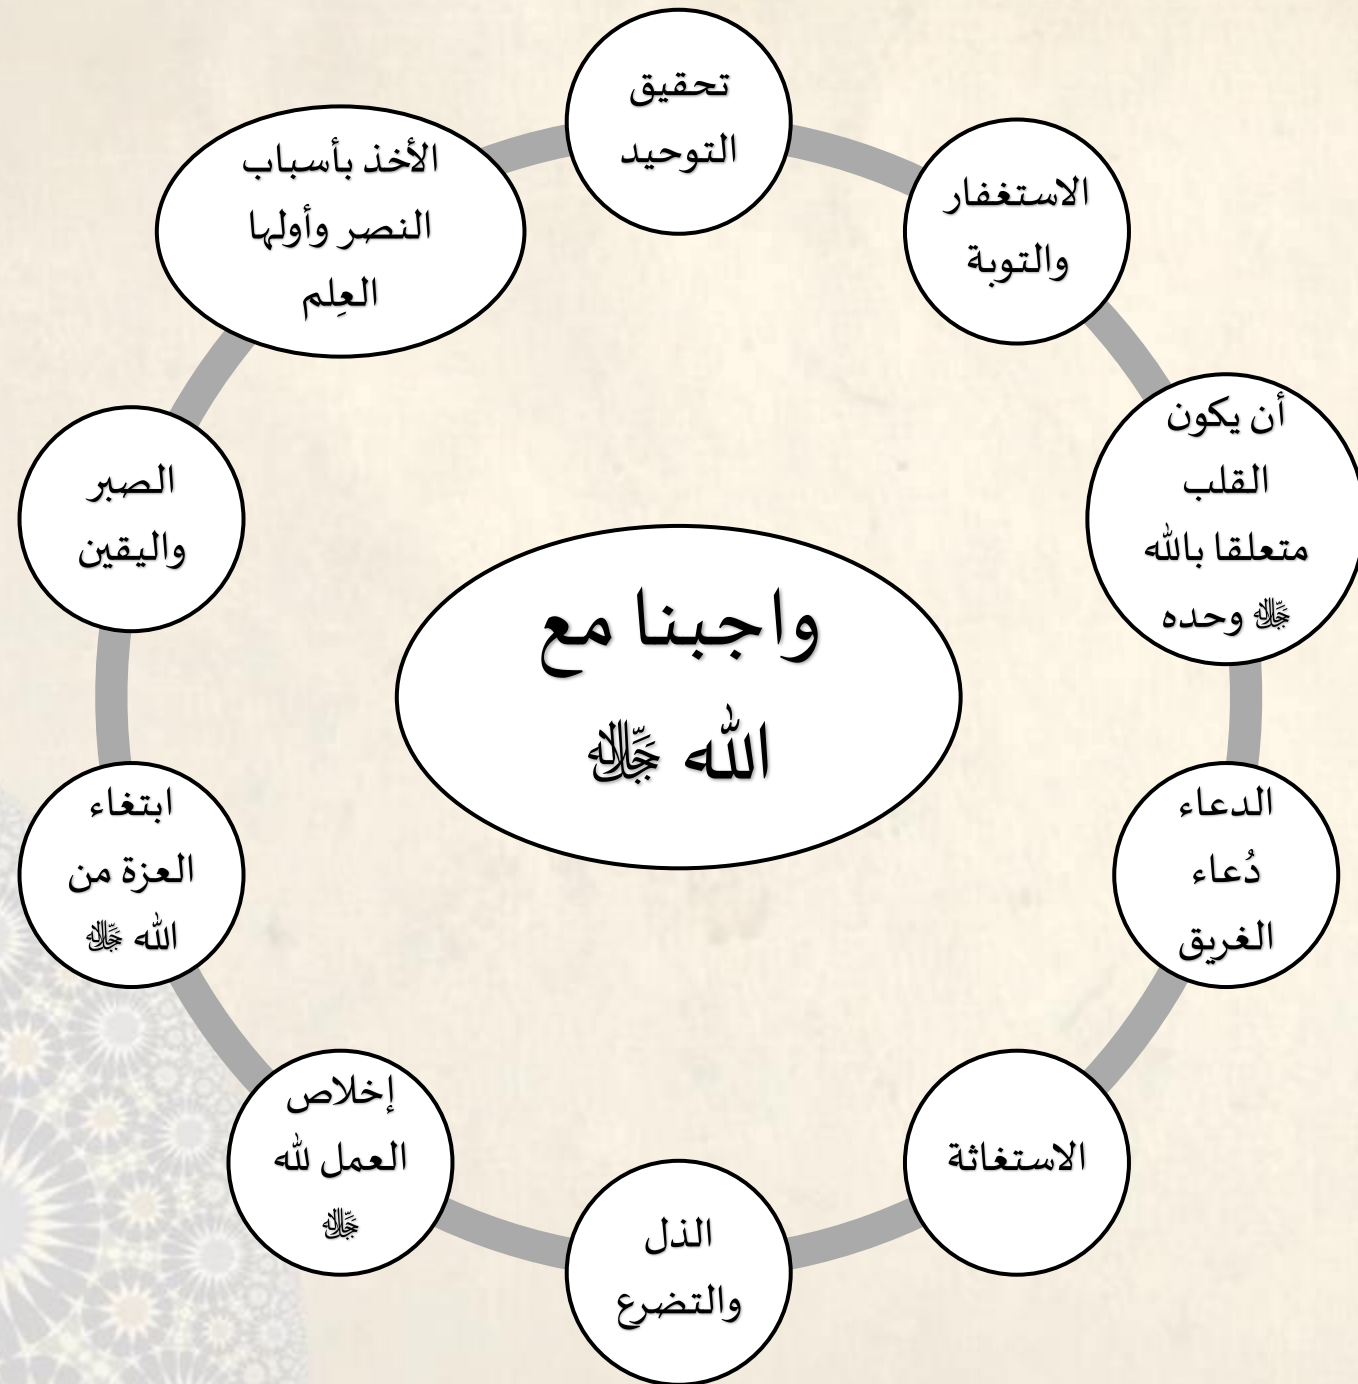 تحقيق
التوحيد
الاستغفار
والتوبة
أن يكون
القلب
متعلقا بالله
ﷻ وحده
الدعاء
دُعاء
الغريق
الاستغاثة
الذل
والتضرع
إخلاص
العمل لله
ﷻ
ابتغاء
العزة من
الله ﷻ
الصبر
واليقين
الأخذ بأسباب
النصر وأولها
العِلم
واجبنا مع
الله ﷻ